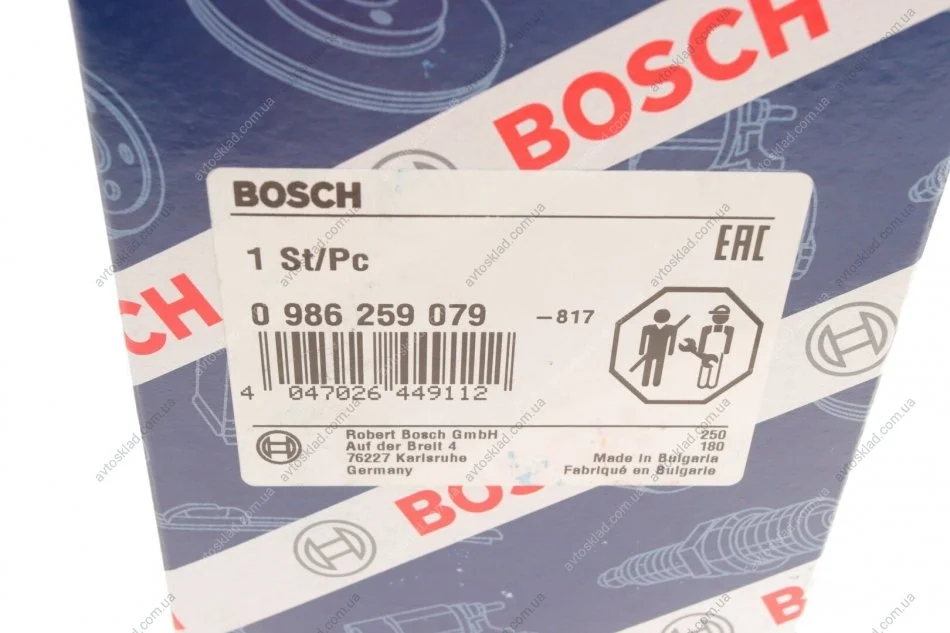 BOSCH
BOSCH
EAC
1 St/Pc
0 986 259 079
-817
BOSCH
4 047026 449112
Robert Bosch GmbH
Auf der Breit 4
76227 Karlsruhe
Germany
250
180
Made in Bulgaria
Fabriqué en Bulgarie
BOSCH
avtosklad.com.ua